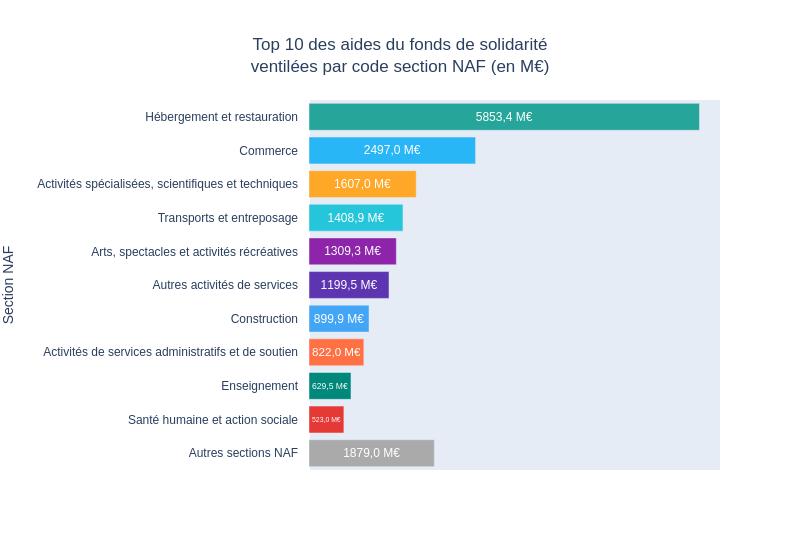 Top 10 des aides du fonds de solidarité
ventilées par code section NAF (en M€)
Section NAF
Hébergement et restauration 5853,4 M€
Commerce 2497,0 M€
Activités spécialisées, scientifiques et techniques 1607,0 M€
Transports et entreposage 1408,9 M€
Arts, spectacles et activités récréatives 1309,3 M€
Autres activités de services 1199,5 M€
Construction 899,9 M€
Activités de services administratifs et de soutien 822,0 M€
Enseignement 629,5 M€
Santé humaine et action sociale 523,0 M€
Autres sections NAF 1879,0 M€